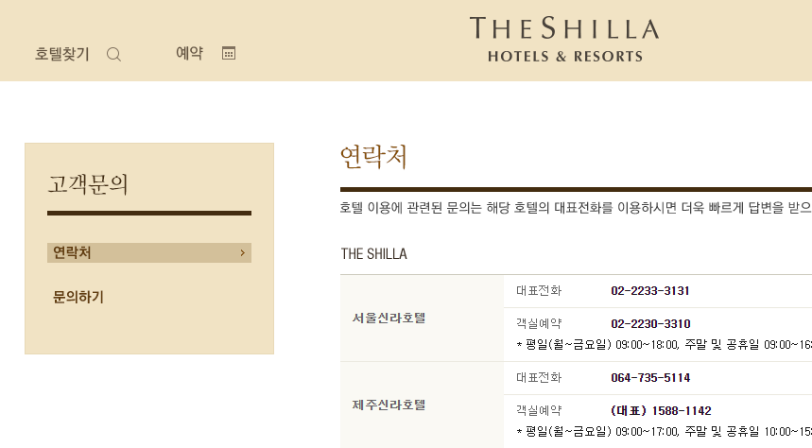 THE SHILLA
HOTELS & RESORTS
호텔찾기 예약
고객문의
연락처
문의하기
연락처
호텔 이용에 관련된 문의는 해당 호텔의 대표전화를 이용하시면 더욱 빠르게 답변을 받으
THE SHILLA
서울신라호텔
대표전화 02-2233-3131
객실예약 02-2230-3310
* 평일(월~금요일) 09:00~18:00, 주말 및 공휴일 09:00~16:
제주신라호텔
대표전화 064-735-5114
객실예약 (대표) 1588-1142
* 평일(월~금요일) 09:00~17:00, 주말 및 공휴일 10:00~15: